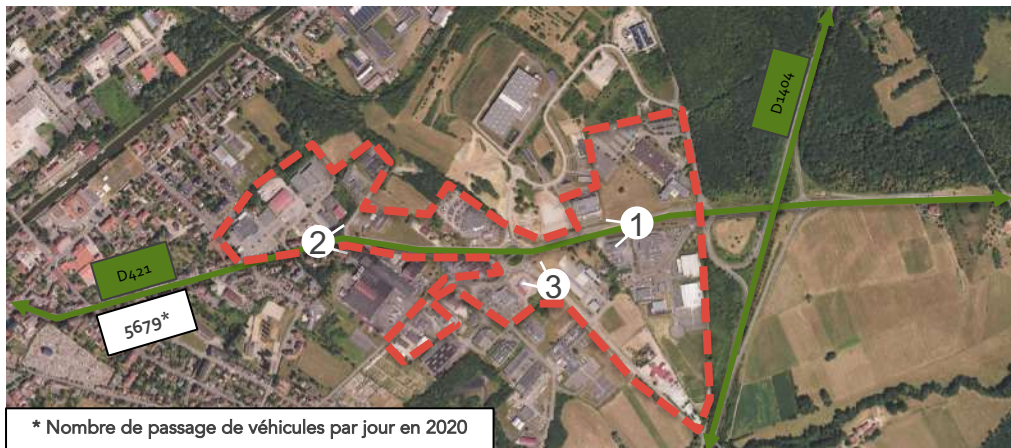 D1404
1
2
D421
3
5679*
* Nombre de passage de véhicules par jour en 2020